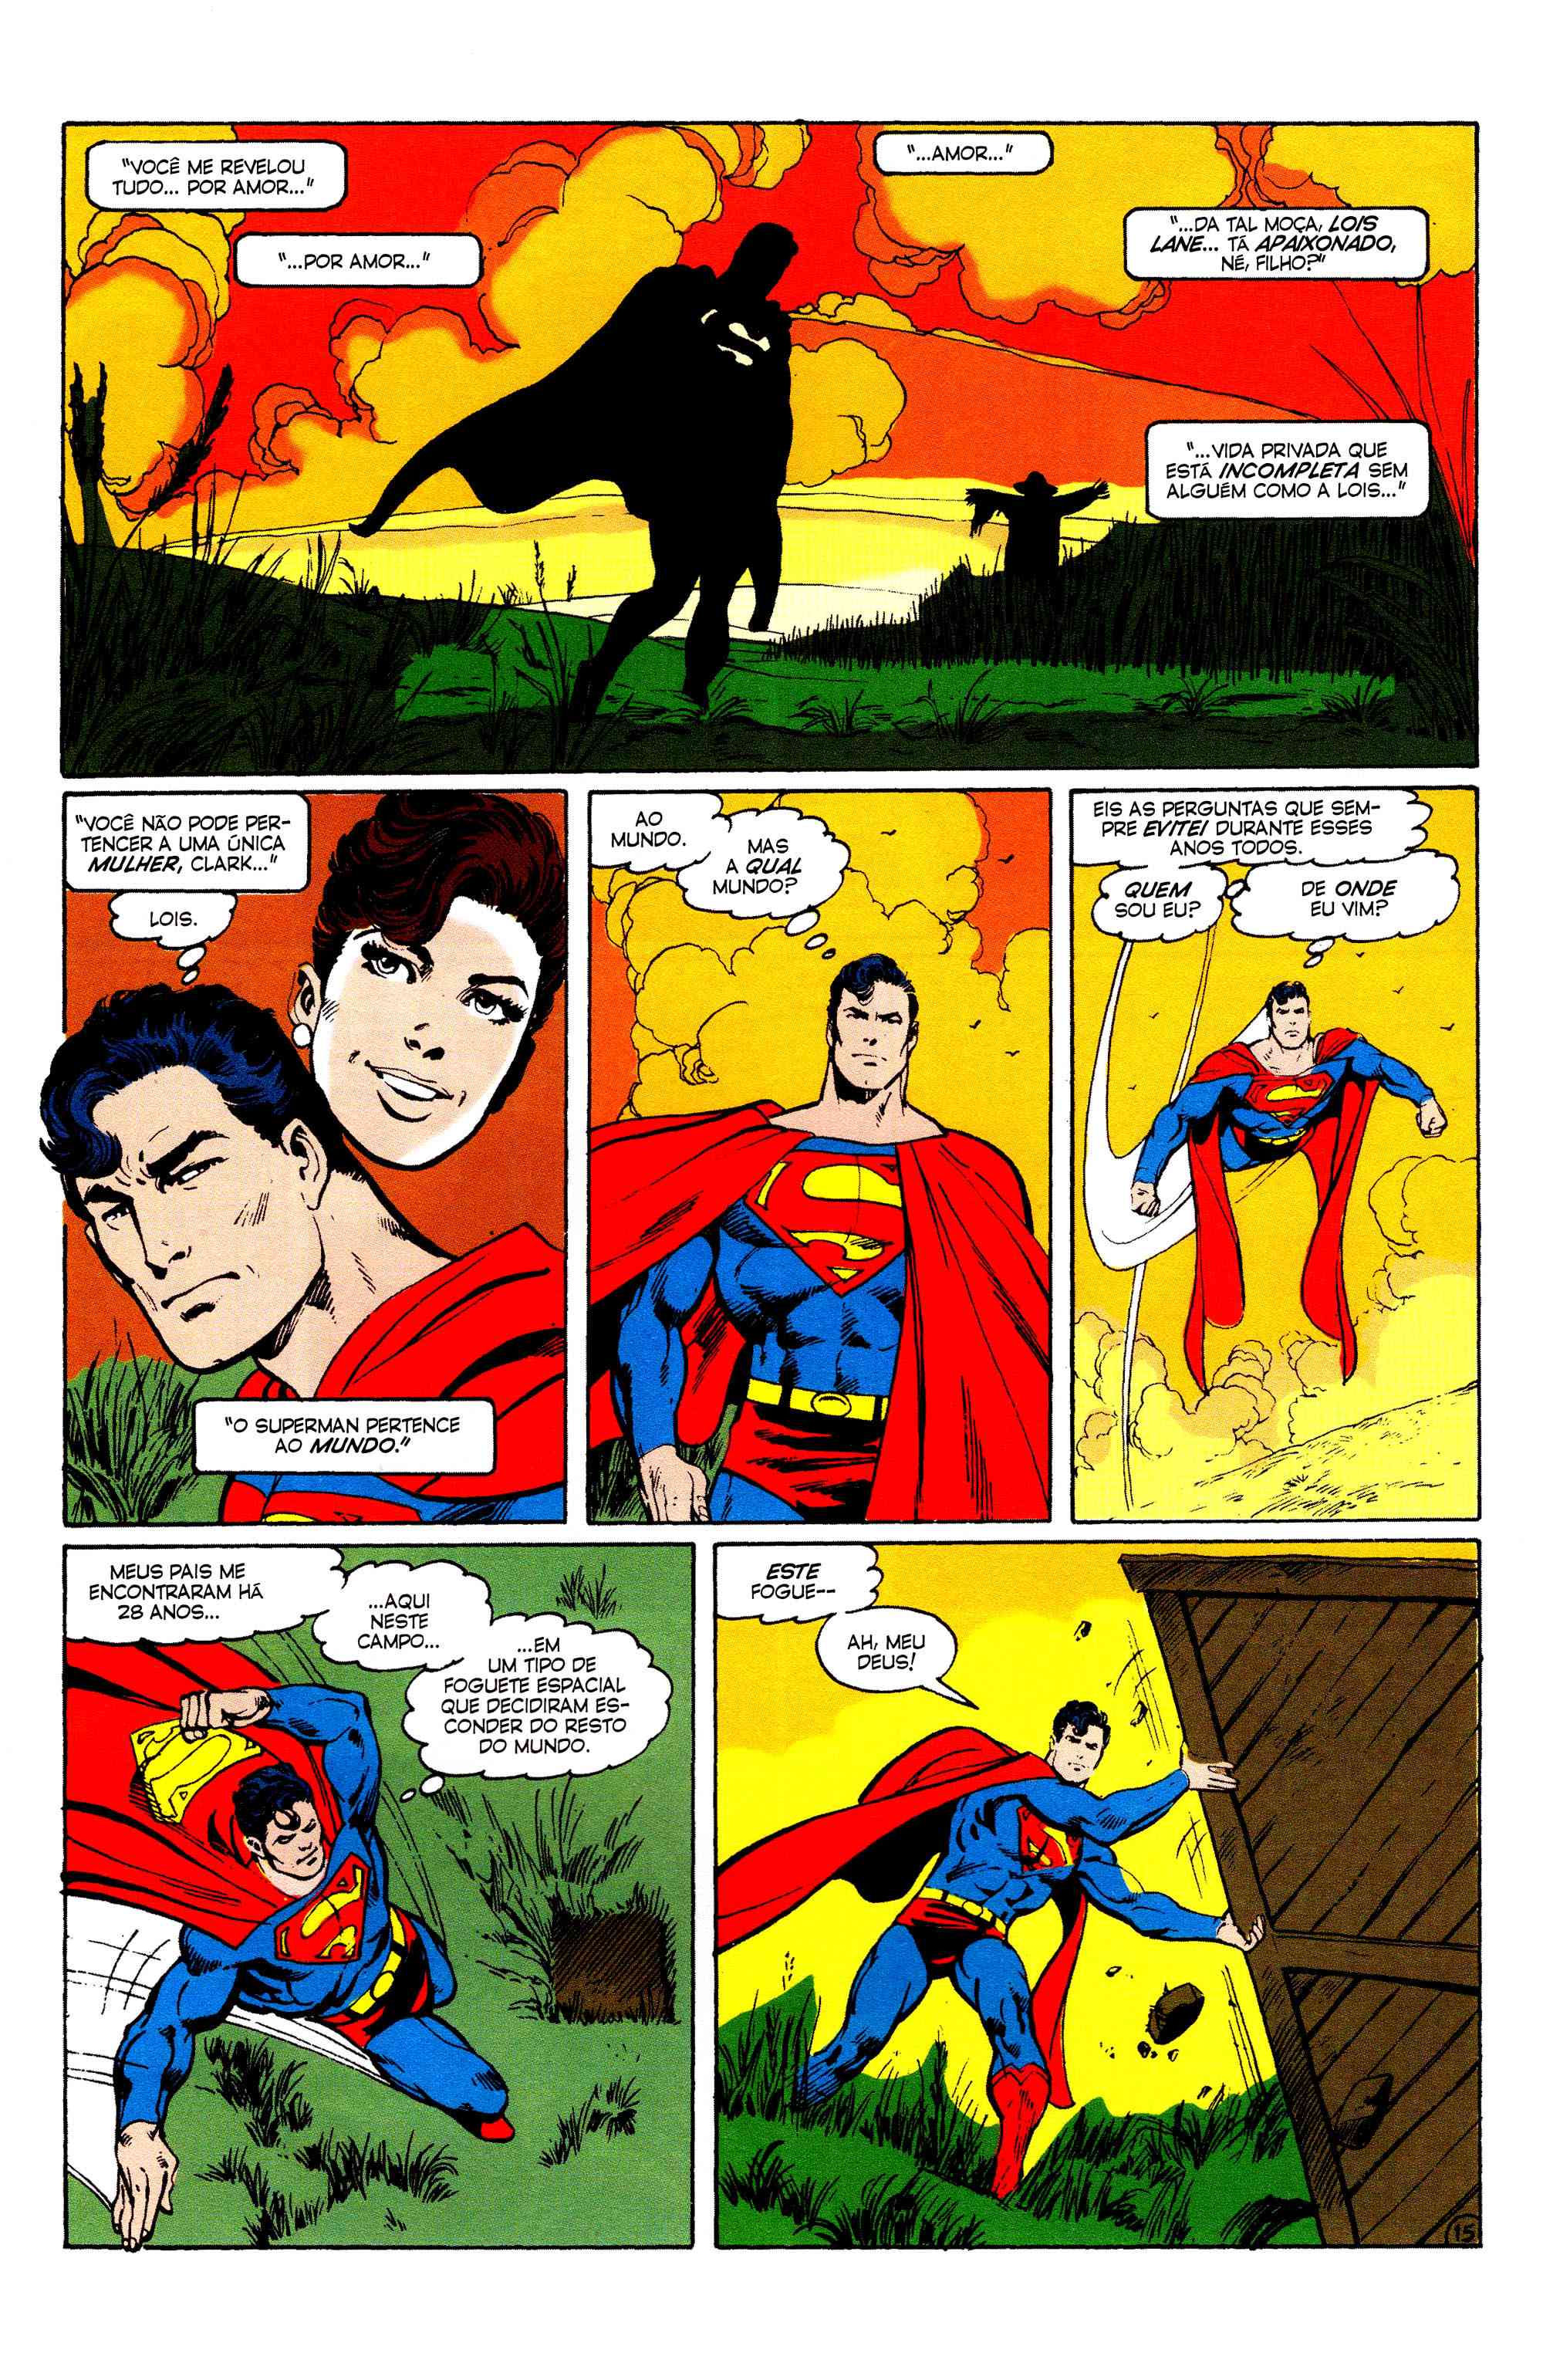 "VOCÊ ME REVELOU
TUDO... POR AMOR..."
"...POR AMOR..."
"...AMOR..."
"...DA TAL MOÇA, LOIS
LANE... TÁ APAIXONADO,
NÉ, FILHO?"
"...VIDA PRIVADA QUE
ESTÁ INCOMPLETA SEM
ALGUÉM COMO A LOIS..."
"VOCÊ NÃO PODE PER-
TENCER A UMA ÚNICA
MULHER, CLARK..."
LOIS.
"O SUPERMAN PERTENCE
AO MUNDO."
AO
MUNDO.
MAS
A QUAL
MUNDO?
EIS AS PERGUNTAS QUE SEM-
PRE EVITEI DURANTE ESSES
ANOS TODOS.
QUEM
SOU EU?
DE ONDE
EU VIM?
MEUS PAIS ME
ENCONTRARAM HÁ
28 ANOS...
...AQUI
NESTE
CAMPO...
...EM
UM TIPO DE
FOGUETE ESPACIAL
QUE DECIDIRAM ES-
CONDER DO RESTO
DO MUNDO.
ESTE
FOGUE--
AH, MEU
DEUS!
15